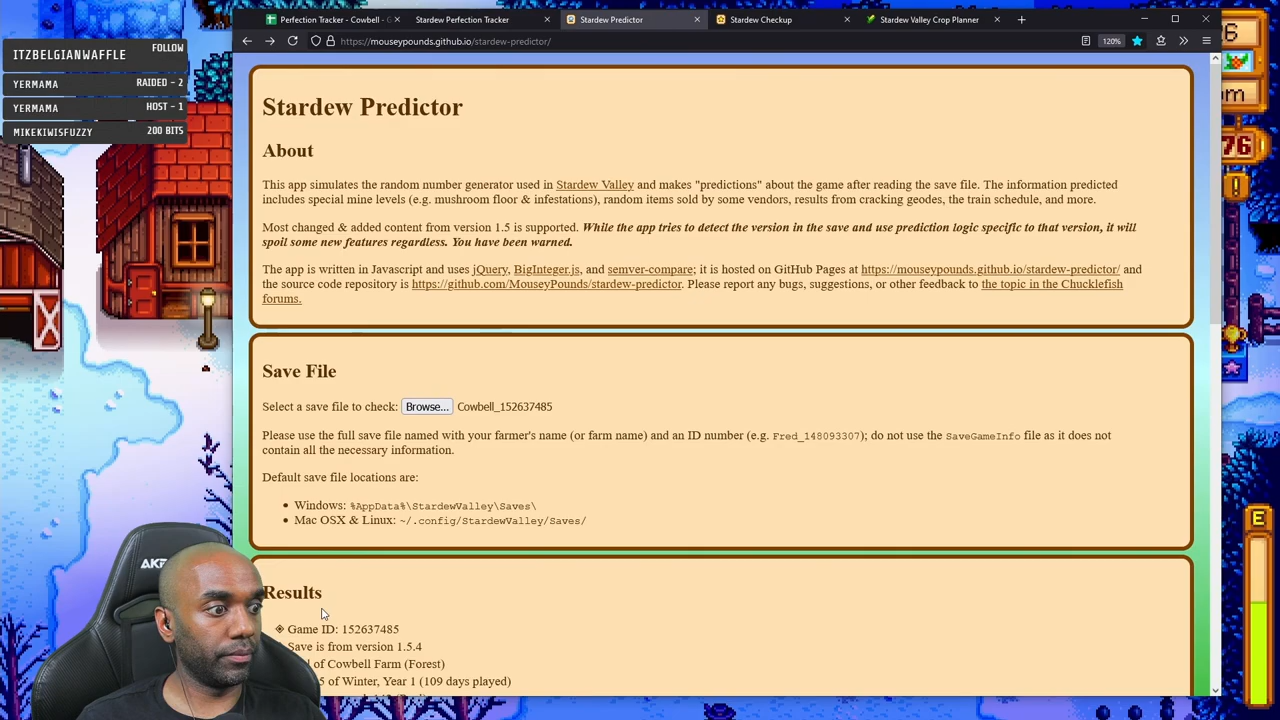 Perfection Tracker - Cowbell - G
Stardew Perfection Tracker
Stardew Predictor
Stardew Checkup
Stardew Valley Crop Planner
https://mouseypounds.github.io/stardew-predictor/
120%
ITZBELGIANWAFFLE FOLLOW
YERMAMA RAIDED - 2
YERMAMA HOST - 1
MIKEKIWISFUZZY 200 BITS
Stardew Predictor
About
This app simulates the random number generator used in Stardew Valley and makes "predictions" about the game after reading the save file. The information predicted
includes special mine levels (e.g. mushroom floor & infestations), random items sold by some vendors, results from cracking geodes, the train schedule, and more.
Most changed & added content from version 1.5 is supported. While the app tries to detect the version in the save and use prediction logic specific to that version, it will
spoil some new features regardless. You have been warned.
The app is written in Javascript and uses jQuery, BigInteger.js, and semver-compare; it is hosted on GitHub Pages at https://mouseypounds.github.io/stardew-predictor/ and
the source code repository is https://github.com/MouseyPounds/stardew-predictor. Please report any bugs, suggestions, or other feedback to the topic in the Chucklefish
forums.
Save File
Select a save file to check: Browse... Cowbell_152637485
Please use the full save file named with your farmer's name (or farm name) and an ID number (e.g. Fred_148093307); do not use the SaveGameInfo file as it does not
contain all the necessary information.
Default save file locations are:
Windows: %AppData%\StardewValley\Saves\
Mac OSX & Linux: ~/.config/StardewValley/Saves/
Results
Game ID: 152637485
Save is from version 1.5.4
of Cowbell Farm (Forest)
of Winter, Year 1 (109 days played)
6
om
76
!
E
AK